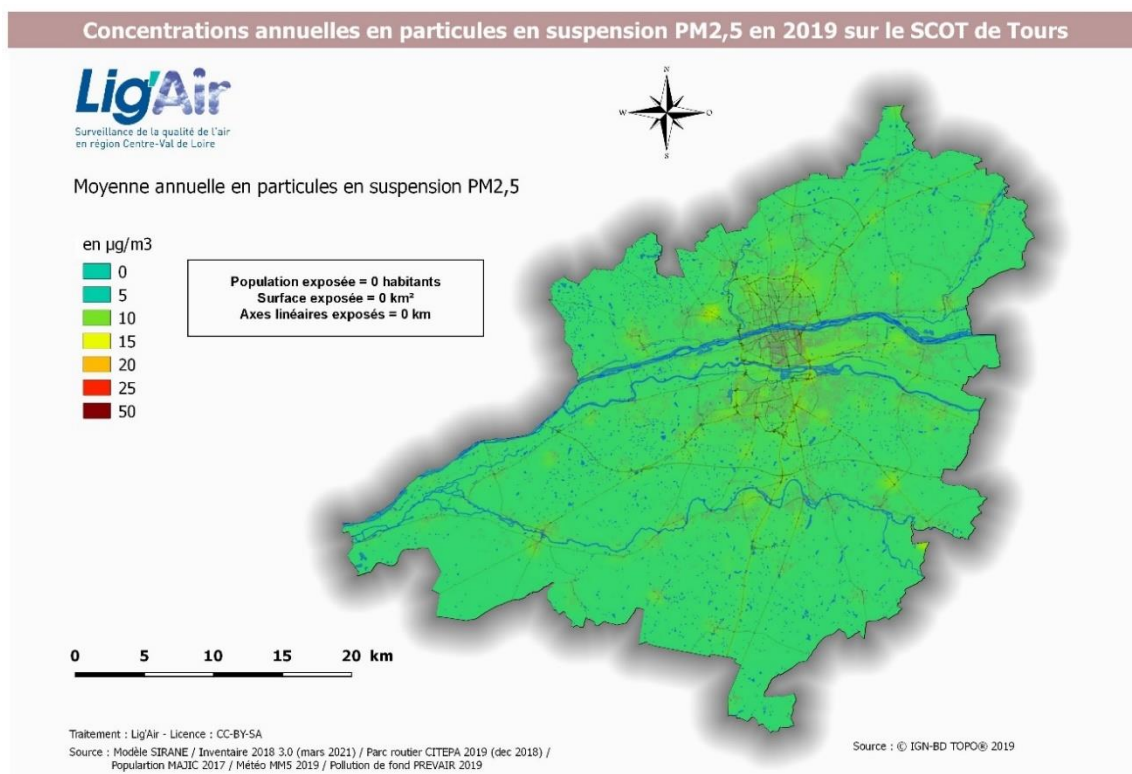 Concentrations annuelles en particules en suspension PM2,5 en 2019 sur le SCOT de Tours
Lig'Air
Surveillance de la qualité de l'air
en région Centre-Val de Loire
N
W
O
S
Moyenne annuelle en particules en suspension PM2,5
en µg/m3
0
5
10
15
20
25
50
Population exposée = 0 habitants
Surface exposée = 0 km²
Axes linéaires exposés = 0 km
0 5 10 15 20 km
Traitement : Lig'Air - Licence : CC-BY-SA
Source : Modèle SIRANE / Inventaire 2018 3.0 (mars 2021) / Parc routier CITEPA 2019 (dec 2018) /
Populartion MAJIC 2017 / Météo MM5 2019 / Pollution de fond PREVAIR 2019
Source : © IGN-BD TOPO® 2019